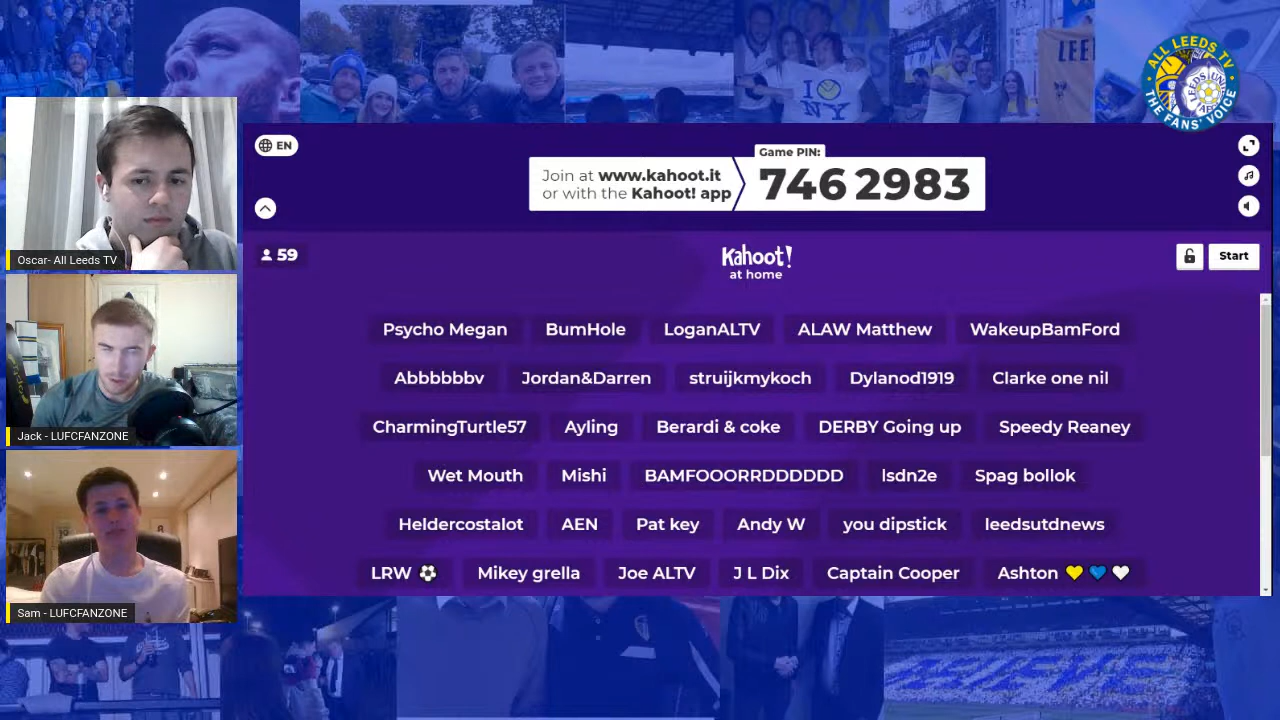 ALL LEEDS TV
THE FANS' VOICE
I
NY
LEE
EN
Game PIN:
Join at www.kahoot.it
or with the Kahoot! app
746 2983
59
Kahoot!
at home
Start
Psycho Megan BumHole LoganALTV ALAW Matthew WakeupBamFord
Abbbbbbv Jordan&Darren struijkmykoch Dylanod1919 Clarke one nil
CharmingTurtle57 Ayling Berardi & coke DERBY Going up Speedy Reaney
Wet Mouth Mishi BAMFOOORRDDDDDD lsdn2e Spag bollok
Heldercostalot AEN Pat key Andy W you dipstick leedsutdnews
LRW ⚽ Mikey grella Joe ALTV J L Dix Captain Cooper Ashton 💛 💙 🤍
Oscar- All Leeds TV
Jack - LUFCFANZONE
Sam - LUFCFANZONE